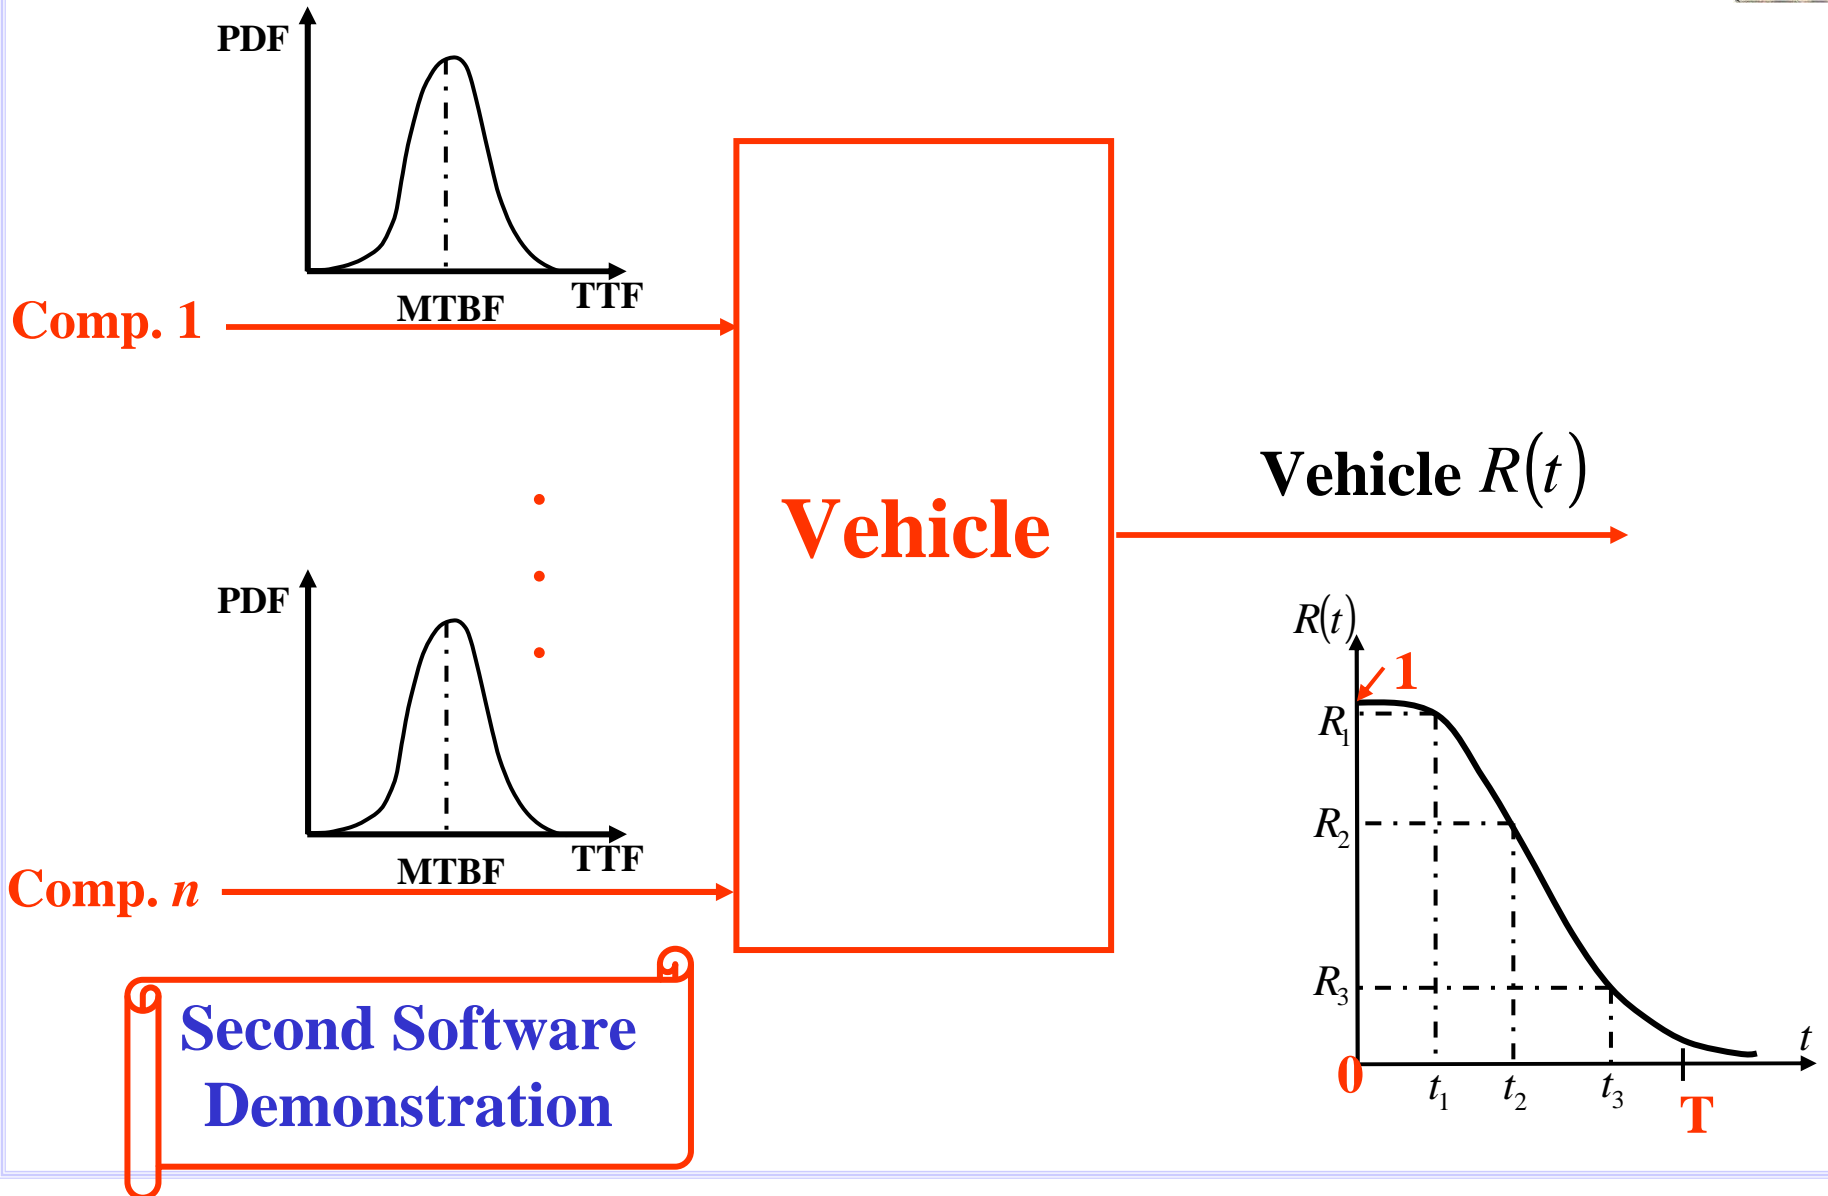 PDF
MTBF
TTF
Comp. 1
.
.
.
PDF
MTBF
TTF
Comp. n
Vehicle
Vehicle R(t)
R(t)
1
R₁
R₂
R₃
0
t₁
t₂
t₃
T
t
Second Software
Demonstration